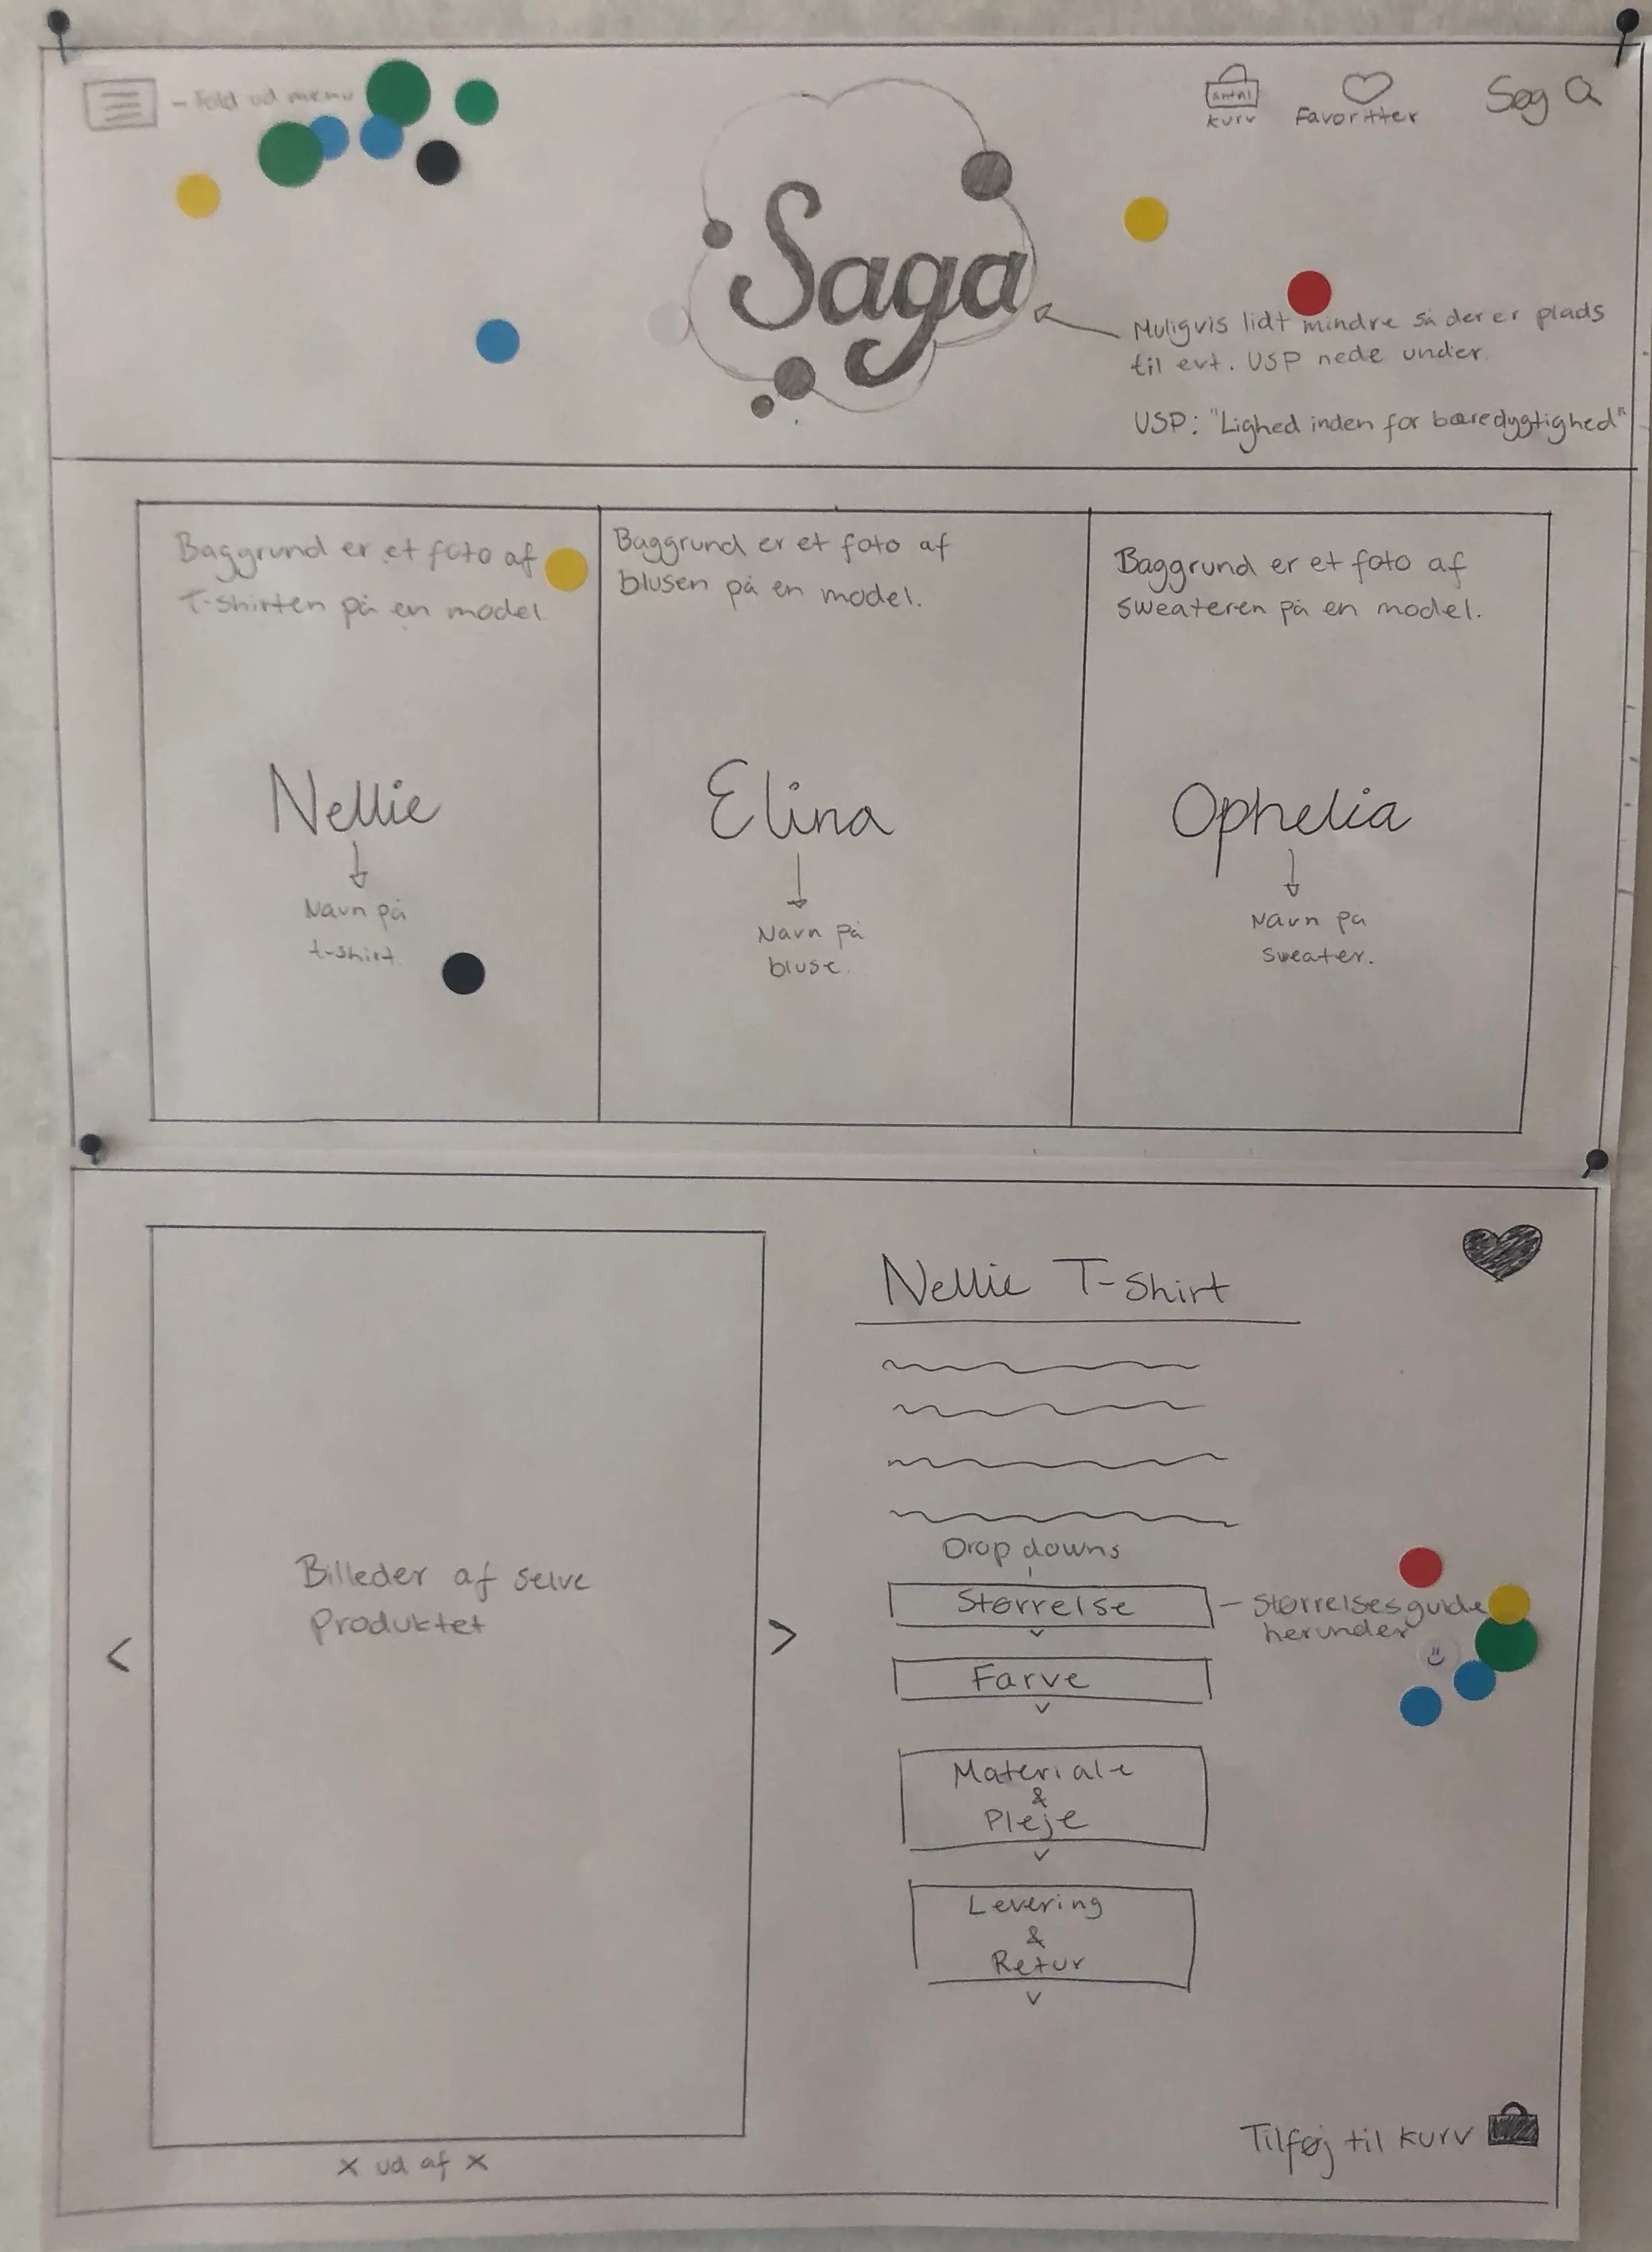 - Fold ud menu
Antal
Kurv
Favoritter
Søg
Saga
Muligvis lidt mindre så der er plads
til evt. USP nede under.
USP: "Lighed inden for bæredygtighed"
Baggrund er et foto af
T-shirten på en model
Nellie
Navn på
t-shirt
Baggrund er et foto af
blusen på en model.
Elina
Navn på
bluse.
Baggrund er et foto af
sweateren på en model.
Ophelia
Navn på
sweater.
Billeder af selve
Produktet
<
>
x ud af x
Nellie T-Shirt
Drop downs
Størrelse
- Størrelsesguide
herunder
Farve
Materiale
&
Pleje
Levering
&
Retur
Tilføj til kurv